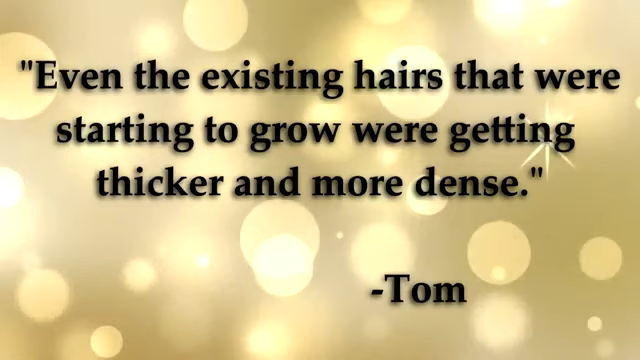 "Even the existing hairs that were
starting to grow were getting
thicker and more dense."
-Tom